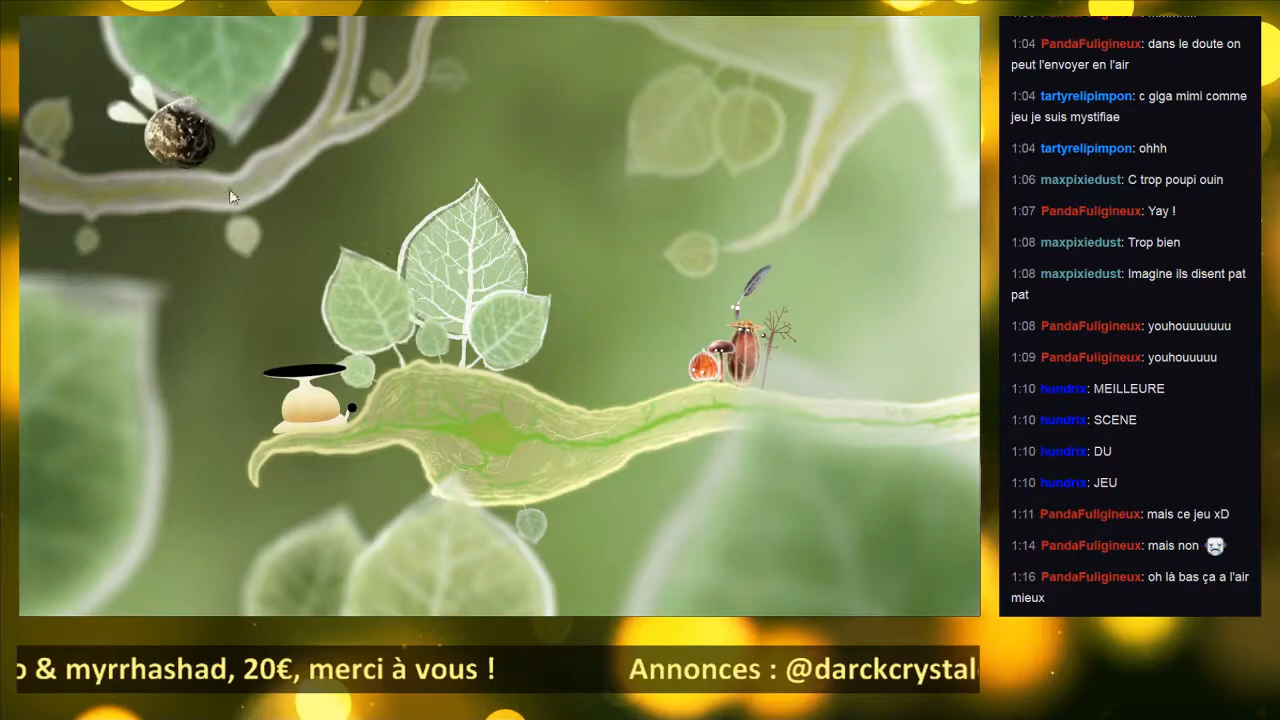 1:04 PandaFuligineux: dans le doute on
peut l'envoyer en l'air
1:04 tartyrelipimpon: c giga mimi comme
jeu je suis mystifiae
1:04 tartyrelipimpon: ohhh
1:06 maxpixiedust: C trop poupi ouin
1:07 PandaFuligineux: Yay !
1:08 maxpixiedust: Trop bien
1:08 maxpixiedust: Imagine ils disent pat
pat
1:08 PandaFuligineux: youhouuuuuuu
1:09 PandaFuligineux: youhouuuuu
1:10 hundrix: MEILLEURE
1:10 hundrix: SCENE
1:10 hundrix: DU
1:10 hundrix: JEU
1:11 PandaFuligineux: mais ce jeu xD
1:14 PandaFuligineux: mais non
1:16 PandaFuligineux: oh là bas ça a l'air
mieux
& myrrhashad, 20€, merci à vous ! Annonces : @darckcrystal